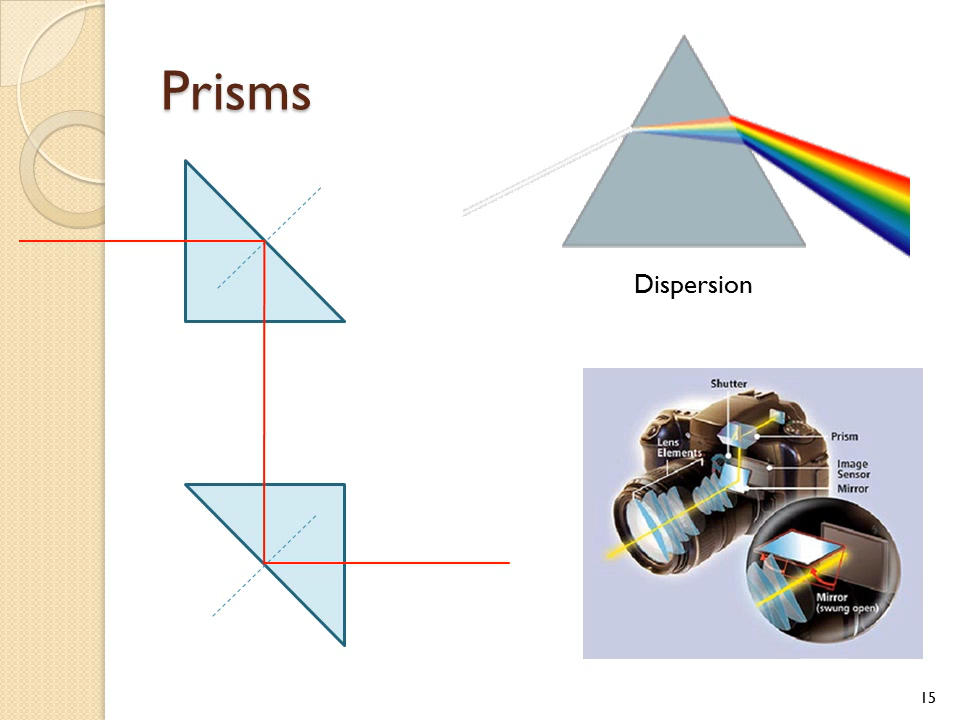 Prisms
Dispersion
Shutter
Lens
Elements
Prism
Image
Sensor
Mirror
Mirror
(swung open)
15